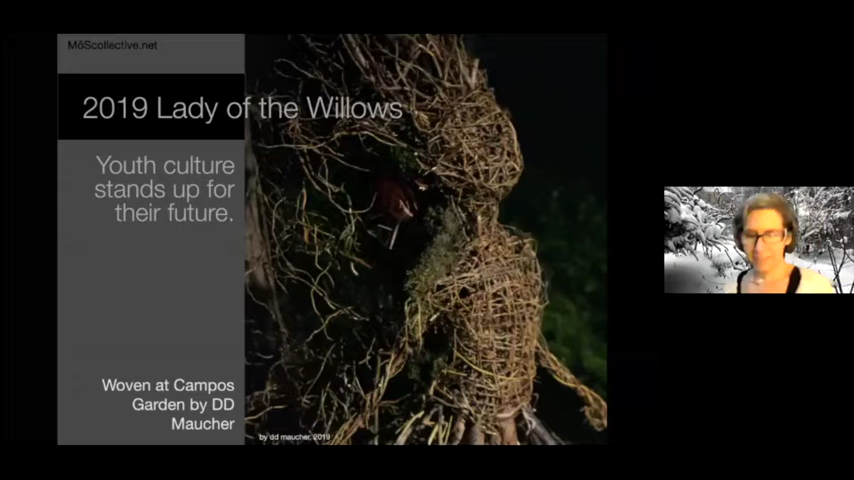 MōScollective.net
2019 Lady of the Willows
Youth culture
stands up for
their future.
Woven at Campos
Garden by DD
Maucher
by dd maucher, 2019